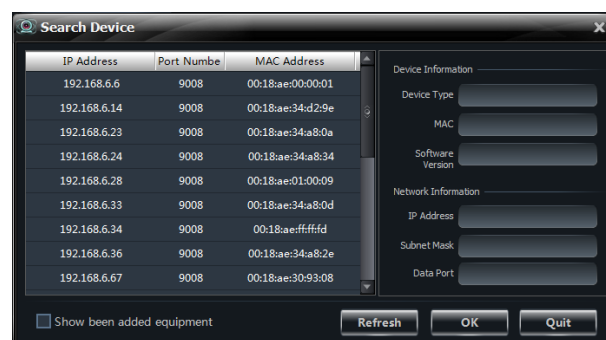 Search Device
IP Address Port Numbe MAC Address
192.168.6.6 9008 00:18:ae:00:00:01
192.168.6.14 9008 00:18:ae:34:d2:9e
192.168.6.23 9008 00:18:ae:34:a8:0a
192.168.6.24 9008 00:18:ae:34:a8:34
192.168.6.28 9008 00:18:ae:01:00:09
192.168.6.33 9008 00:18:ae:34:a8:0d
192.168.6.34 9008 00:18:ae:ff:ff:fd
192.168.6.36 9008 00:18:ae:34:a8:2e
192.168.6.67 9008 00:18:ae:30:93:08
Device Information
Device Type
MAC
Software
Version
Network Information
IP Address
Subnet Mask
Data Port
Show been added equipment
Refresh OK Quit